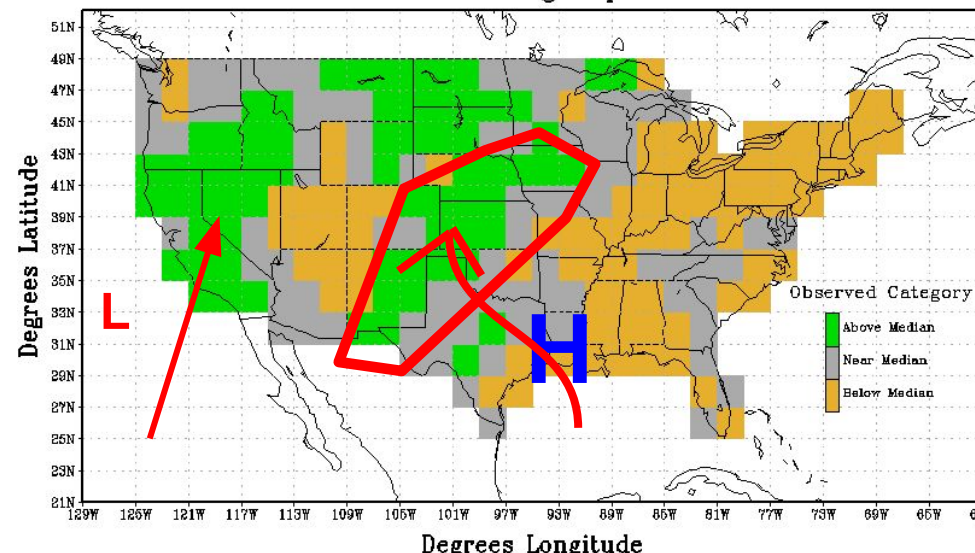 51N
49N
47N
45N
43N
41N
39N
37N
35N
33N
31N
29N
27N
25N
23N
21N
Degrees Latitude
L
H
Observed Category
Above Median
Near Median
Below Median
129W 125W 121W 117W 113W 109W 105W 101W 97W 93W 89W 85W 81W 77W 73W 69W 65W
Degrees Longitude